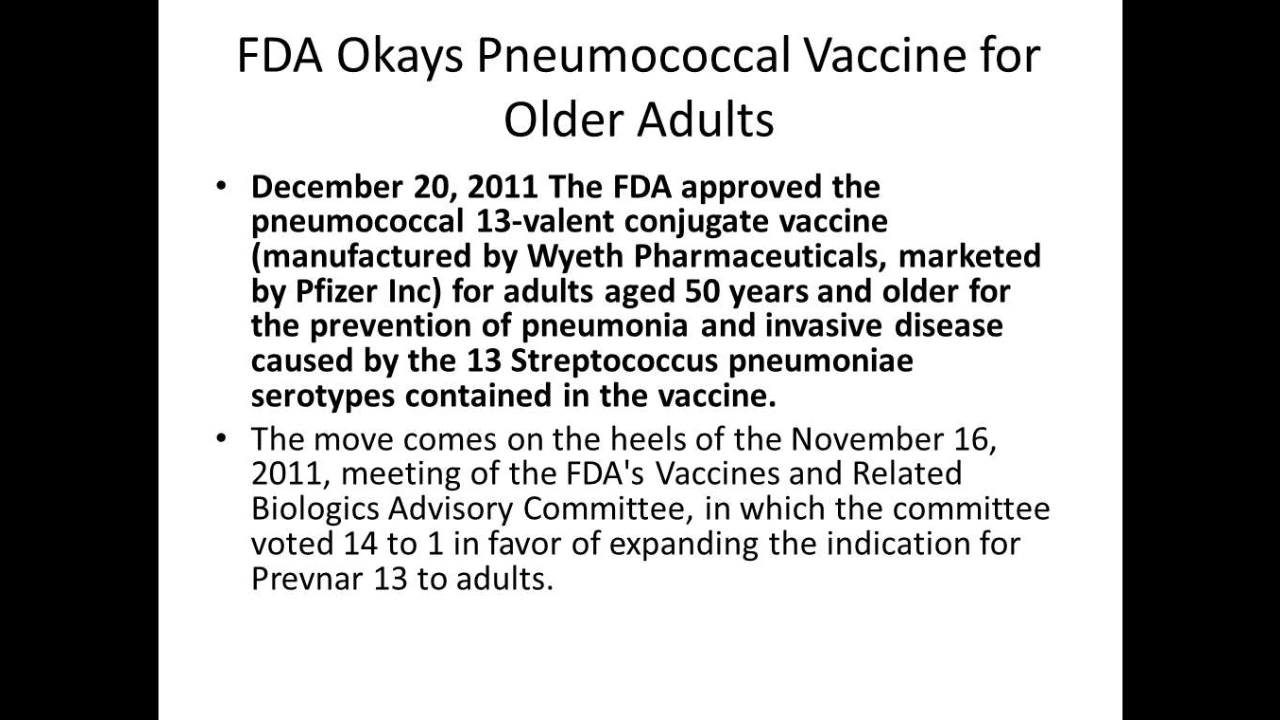 FDA Okays Pneumococcal Vaccine for
Older Adults
• December 20, 2011 The FDA approved the
pneumococcal 13-valent conjugate vaccine
(manufactured by Wyeth Pharmaceuticals, marketed
by Pfizer Inc) for adults aged 50 years and older for
the prevention of pneumonia and invasive disease
caused by the 13 Streptococcus pneumoniae
serotypes contained in the vaccine.
• The move comes on the heels of the November 16,
2011, meeting of the FDA's Vaccines and Related
Biologics Advisory Committee, in which the committee
voted 14 to 1 in favor of expanding the indication for
Prevnar 13 to adults.